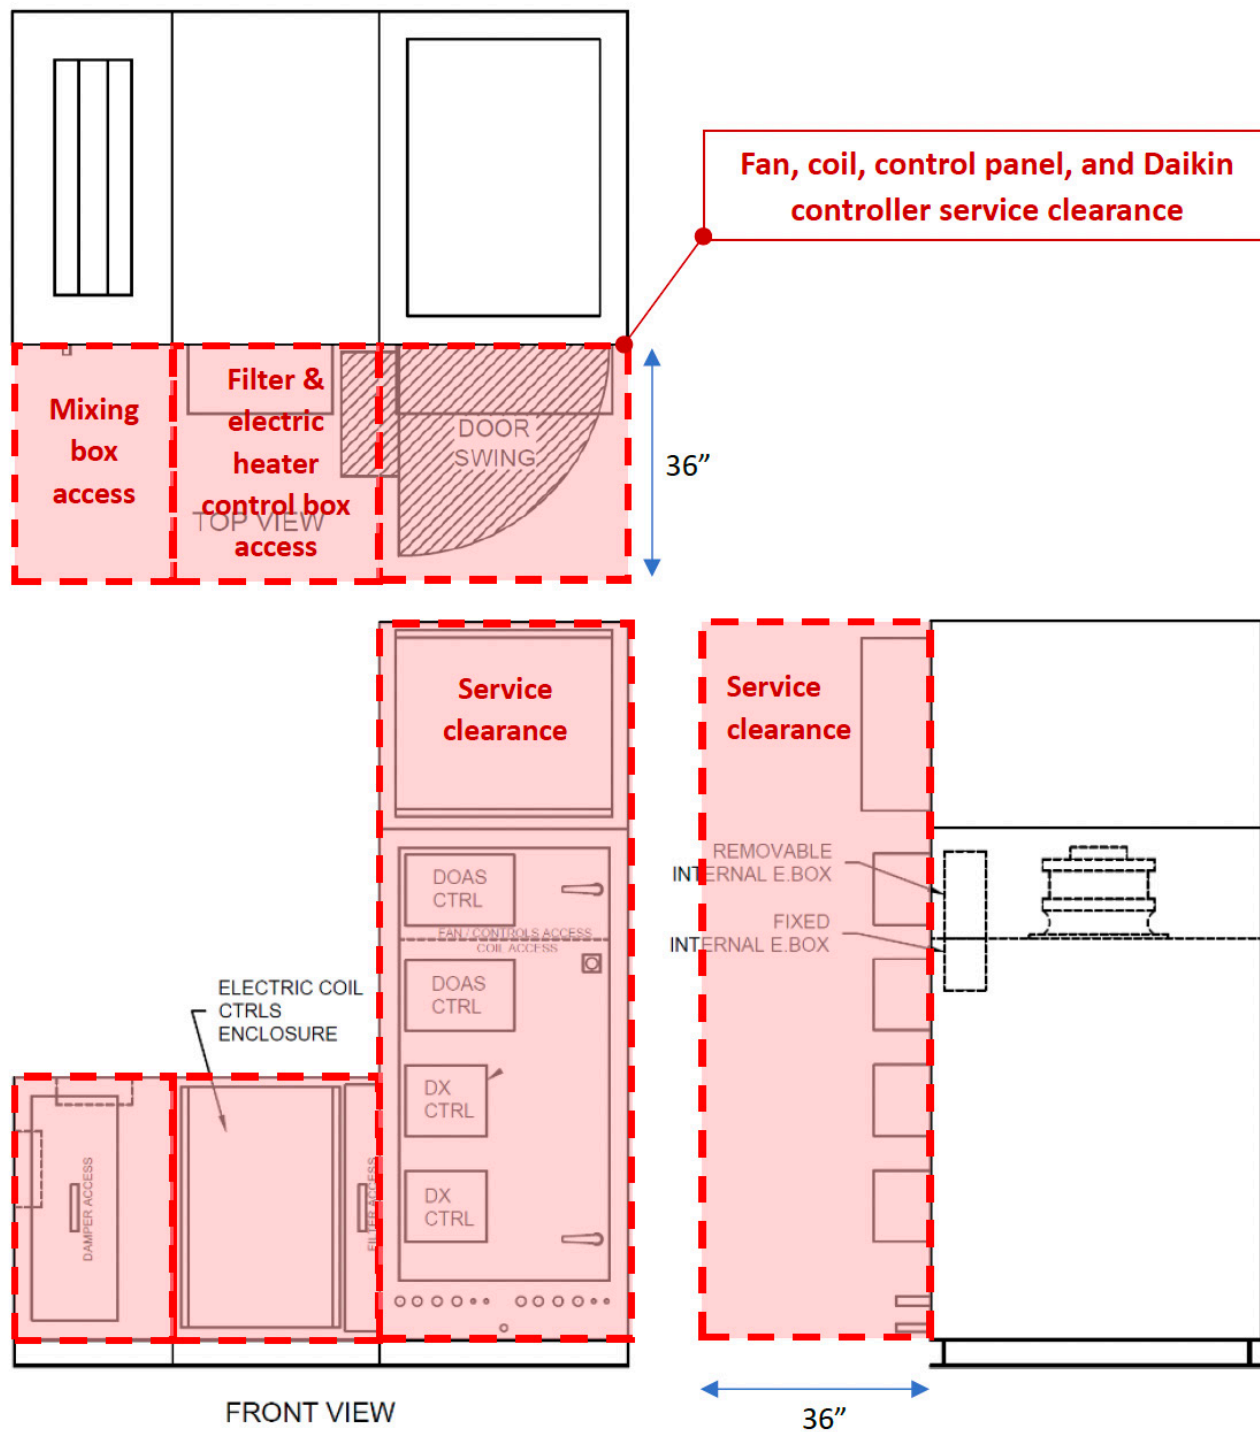 Fan, coil, control panel, and Daikin
controller service clearance
Mixing
box
access
Filter &
electric
heater
control box
access
TOP VIEW
DOOR
SWING
36”
Service
clearance
Service
clearance
DOAS
CTRL
FAN / CONTROLS ACCESS
COIL ACCESS
DOAS
CTRL
DX
CTRL
DX
CTRL
REMOVABLE
INTERNAL E.BOX
FIXED
INTERNAL E.BOX
ELECTRIC COIL
CTRLS
ENCLOSURE
DAMPER ACCESS
FILTER ACCESS
FRONT VIEW
36”